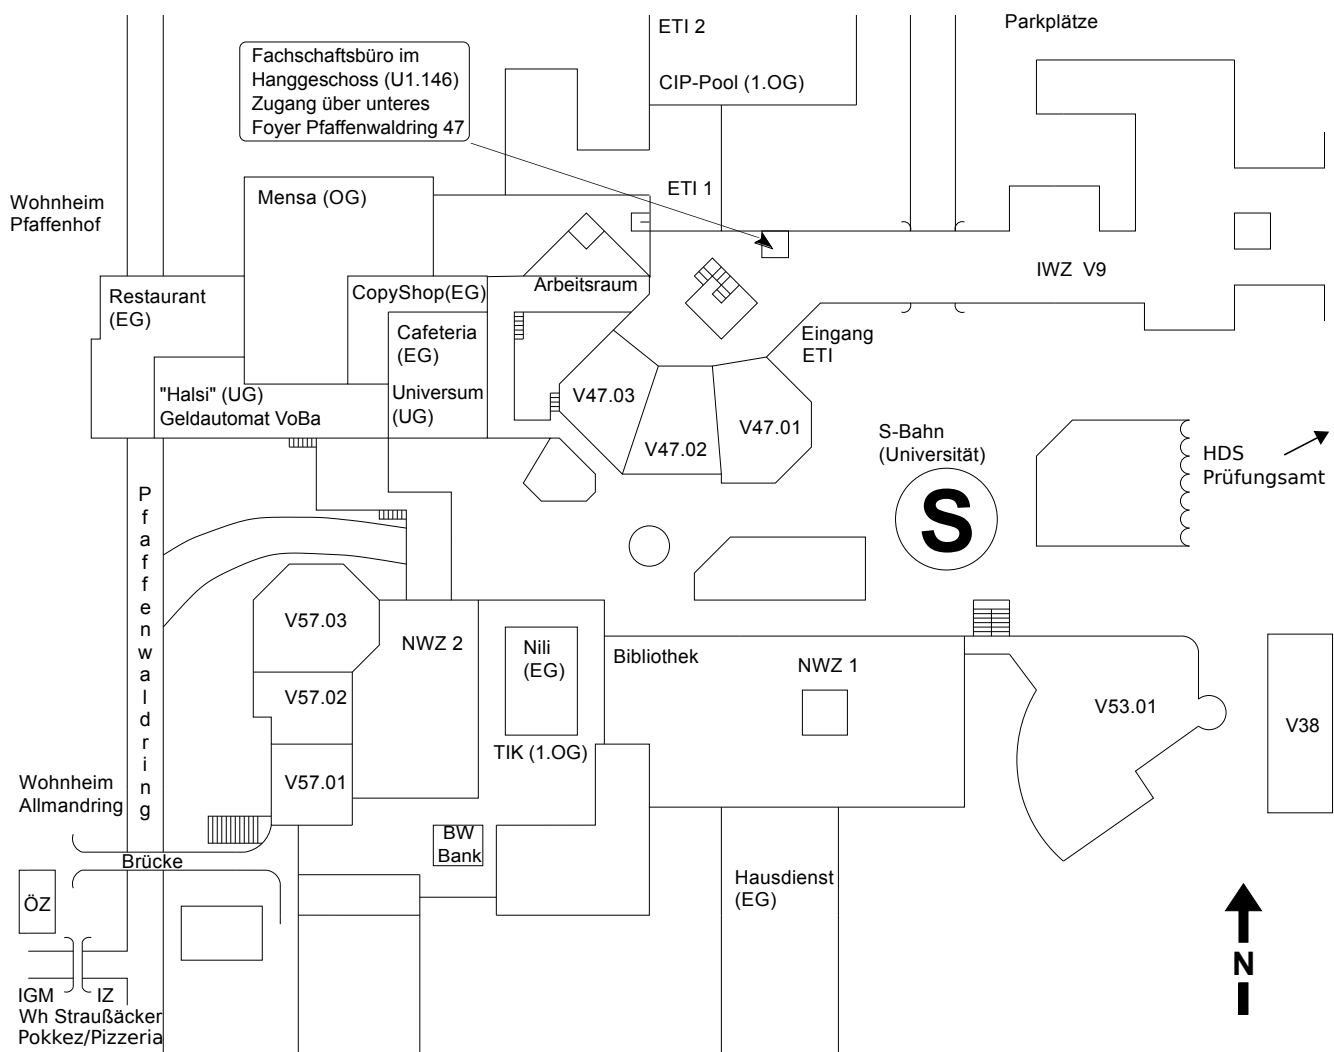 ETI 2
Parkplätze
Fachschaftsbüro im
Hanggeschoss (U1.146)
Zugang über unteres
Foyer Pfaffenwaldring 47
CIP-Pool (1.OG)
Wohnheim
Pfaffenhof
Mensa (OG)
ETI 1
IWZ V9
Restaurant
(EG)
CopyShop(EG)
Arbeitsraum
Cafeteria
(EG)
Eingang
ETI
"Halsi" (UG)
Geldautomat VoBa
Universum
(UG)
V47.03
V47.02
V47.01
S-Bahn
(Universität)
S
HDS
Prüfungsamt
Pfaffenwaldring
V57.03
NWZ 2
Nili
(EG)
Bibliothek
NWZ 1
V57.02
V53.01
V38
TIK (1.OG)
V57.01
Wohnheim
Allmandring
BW
Bank
Brücke
Hausdienst
(EG)
ÖZ
N
IGM
IZ
Wh Straußäcker
Pokkez/Pizzeria